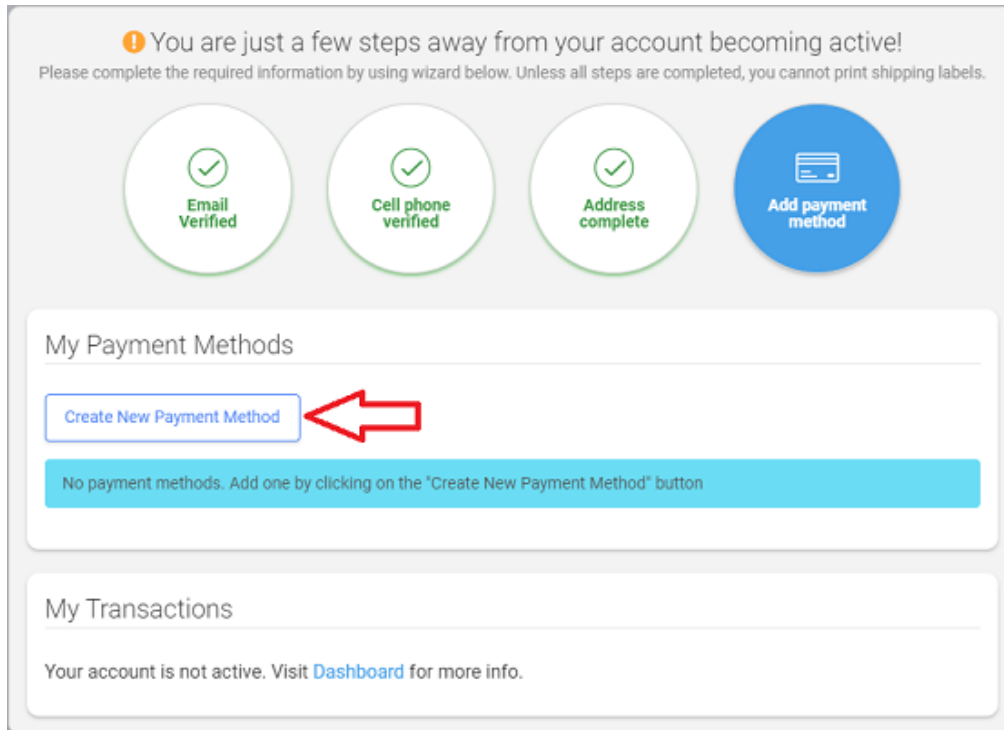 You are just a few steps away from your account becoming active!
Please complete the required information by using wizard below. Unless all steps are completed, you cannot print shipping labels.
Email
Verified
Cell phone
verified
Address
complete
Add payment
method
My Payment Methods
Create New Payment Method
No payment methods. Add one by clicking on the "Create New Payment Method" button
My Transactions
Your account is not active. Visit Dashboard for more info.